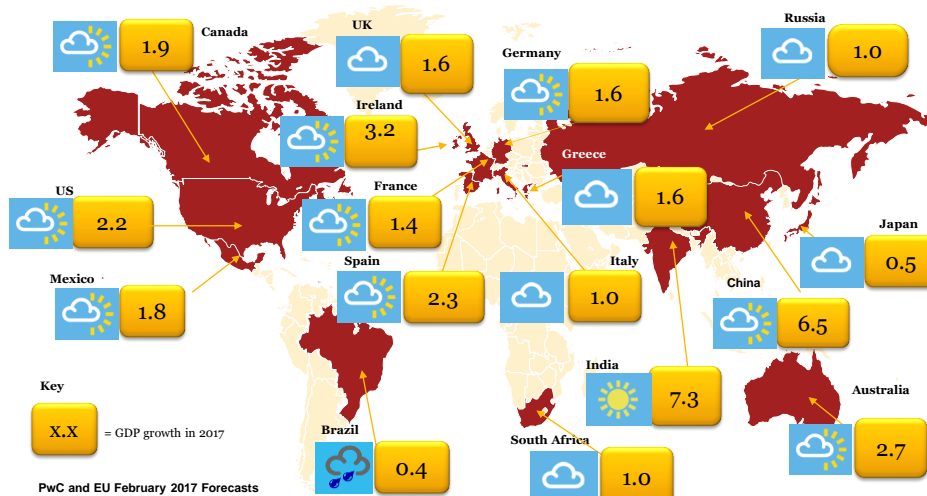 Canada
1.9
UK
1.6
Germany
1.6
Russia
1.0
Ireland
3.2
US
2.2
France
1.4
Greece
1.6
Japan
0.5
Mexico
1.8
Spain
2.3
Italy
1.0
China
6.5
India
7.3
Australia
2.7
Brazil
0.4
South Africa
1.0
Key
x.x
= GDP growth in 2017
PwC and EU February 2017 Forecasts